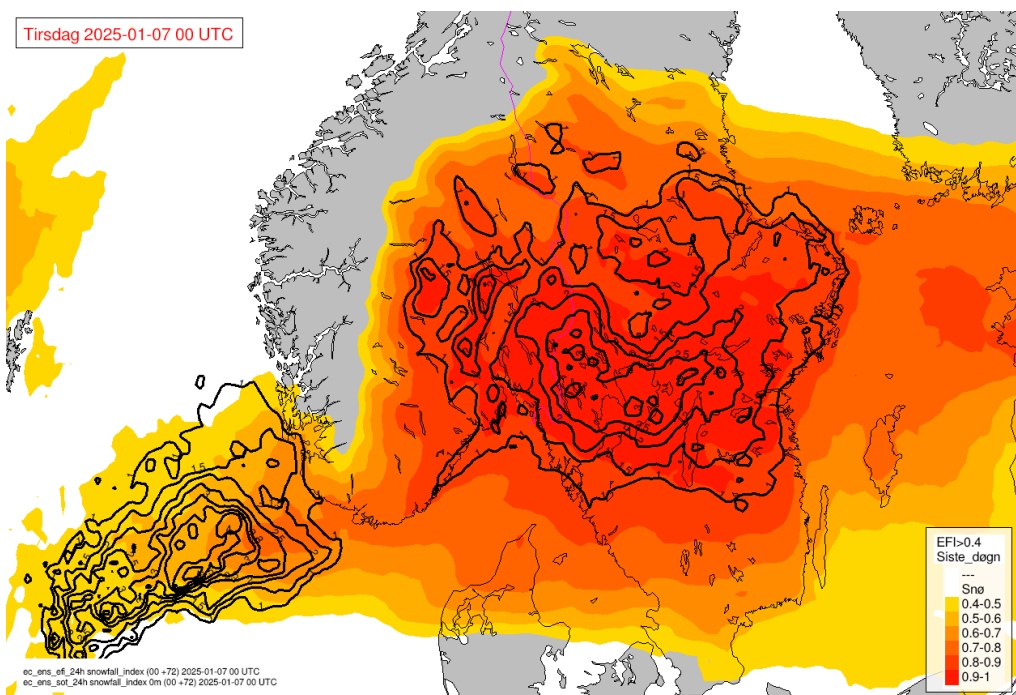 Tirsdag 2025-01-07 00 UTC
1.5
EFI>0.4
Siste_døgn
---
Snø
0.4-0.5
0.5-0.6
0.6-0.7
0.7-0.8
0.8-0.9
0.9-1
ec_ens_efi_24h snowfall_index (00 +72) 2025-01-07 00 UTC
ec_ens_sot_24h snowfall_index 0m (00 +72) 2025-01-07 00 UTC